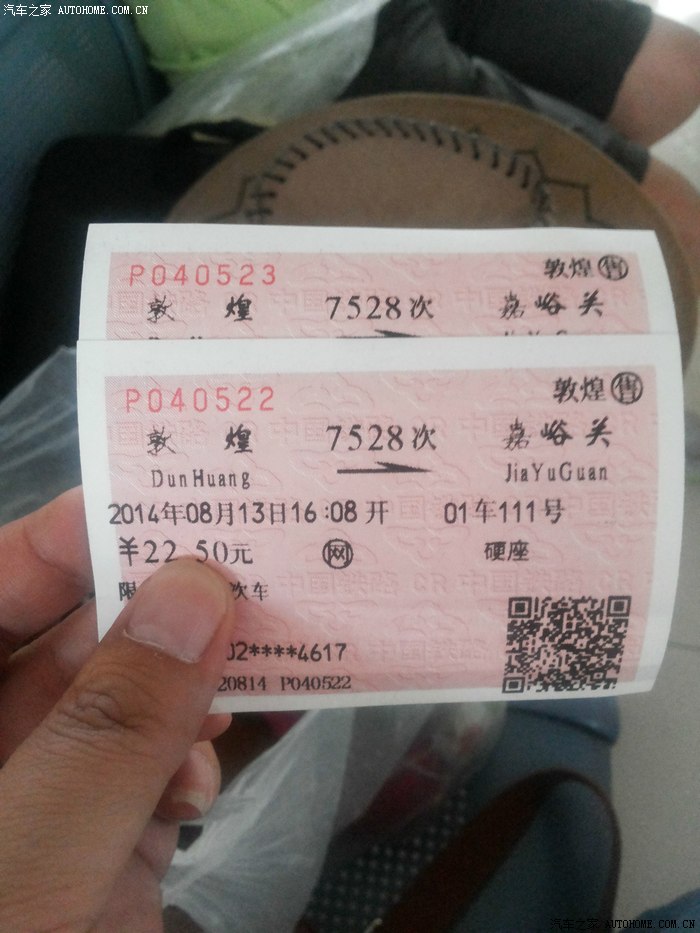 汽车之家 AUTOHOME.COM.CN
P040523 敦煌 售
敦 煌 7528次 嘉峪关
P040522 敦煌 售
敦 煌 7528次 嘉峪关
DunHuang JiaYuGuan
2014年08月13日16:08开 01车111号
¥22.50元 网 硬座
限 次车
02****4617
20814 P040522
汽车之家 AUTOHOME.COM.CN